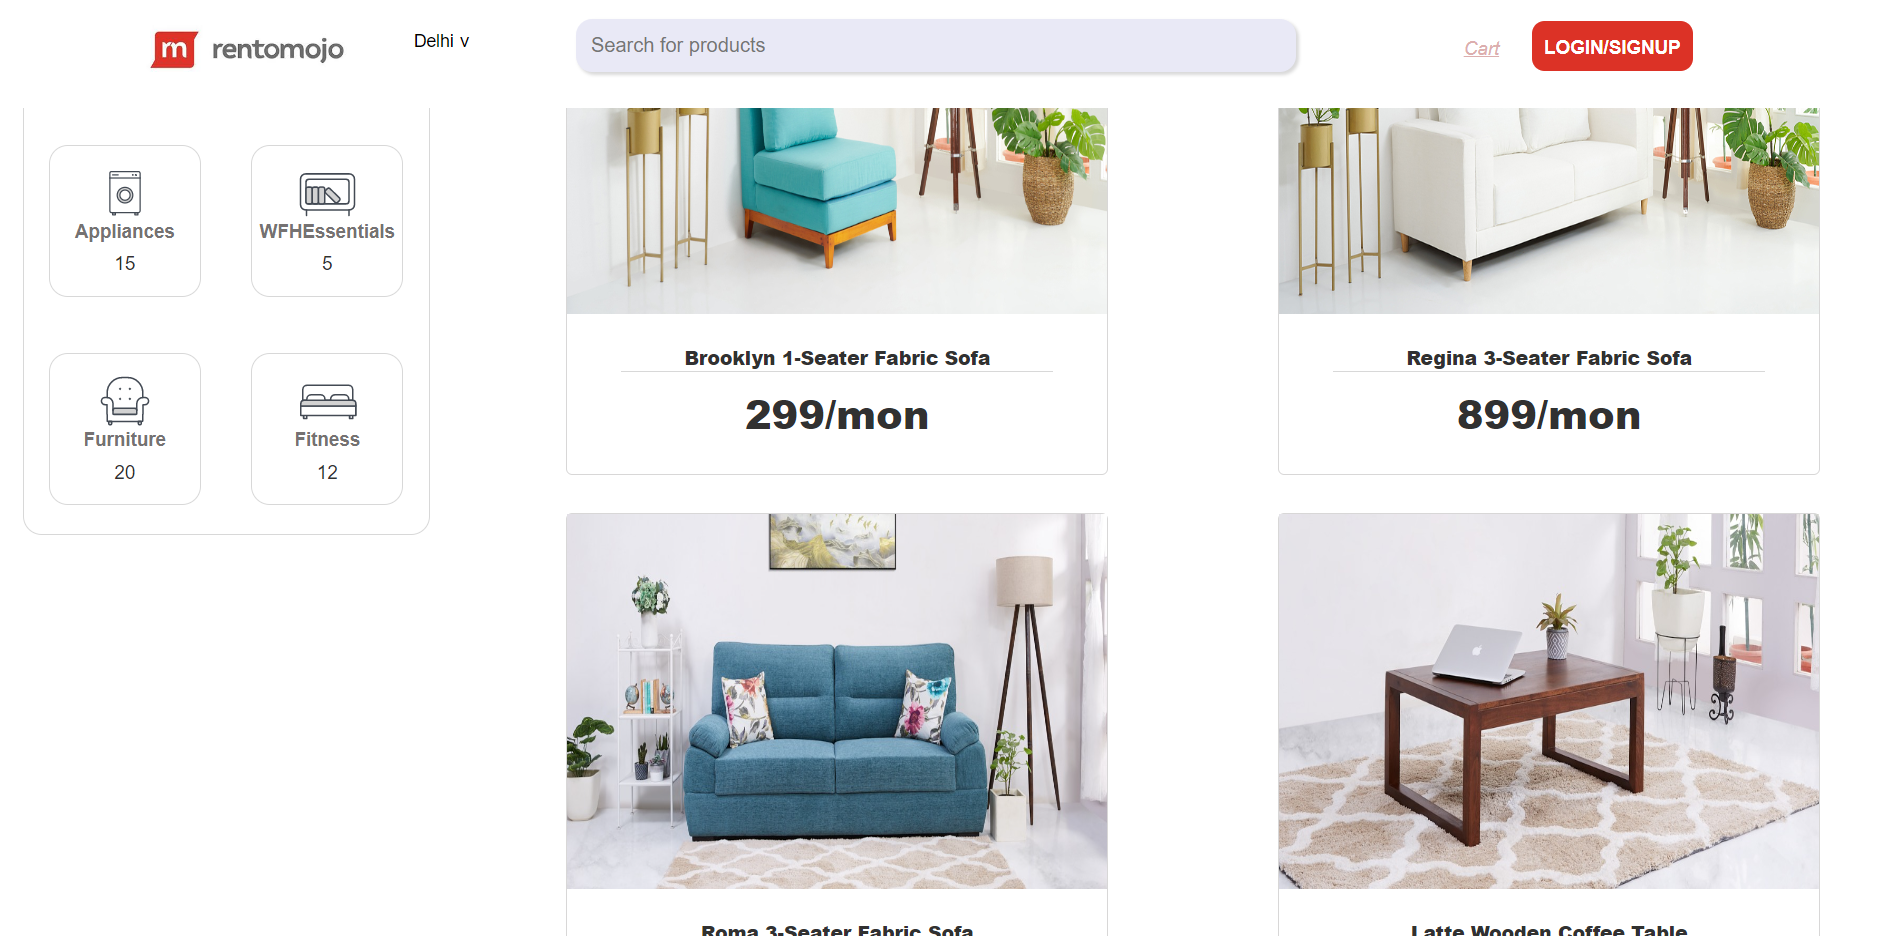 rentomojo
Delhi v
Search for products
Cart
LOGIN/SIGNUP
Appliances
15
WFHEssentials
5
Furniture
20
Fitness
12
Brooklyn 1-Seater Fabric Sofa
299/mon
Regina 3-Seater Fabric Sofa
899/mon
Roma 3-Seater Fabric Sofa
Latte Wooden Coffee Table